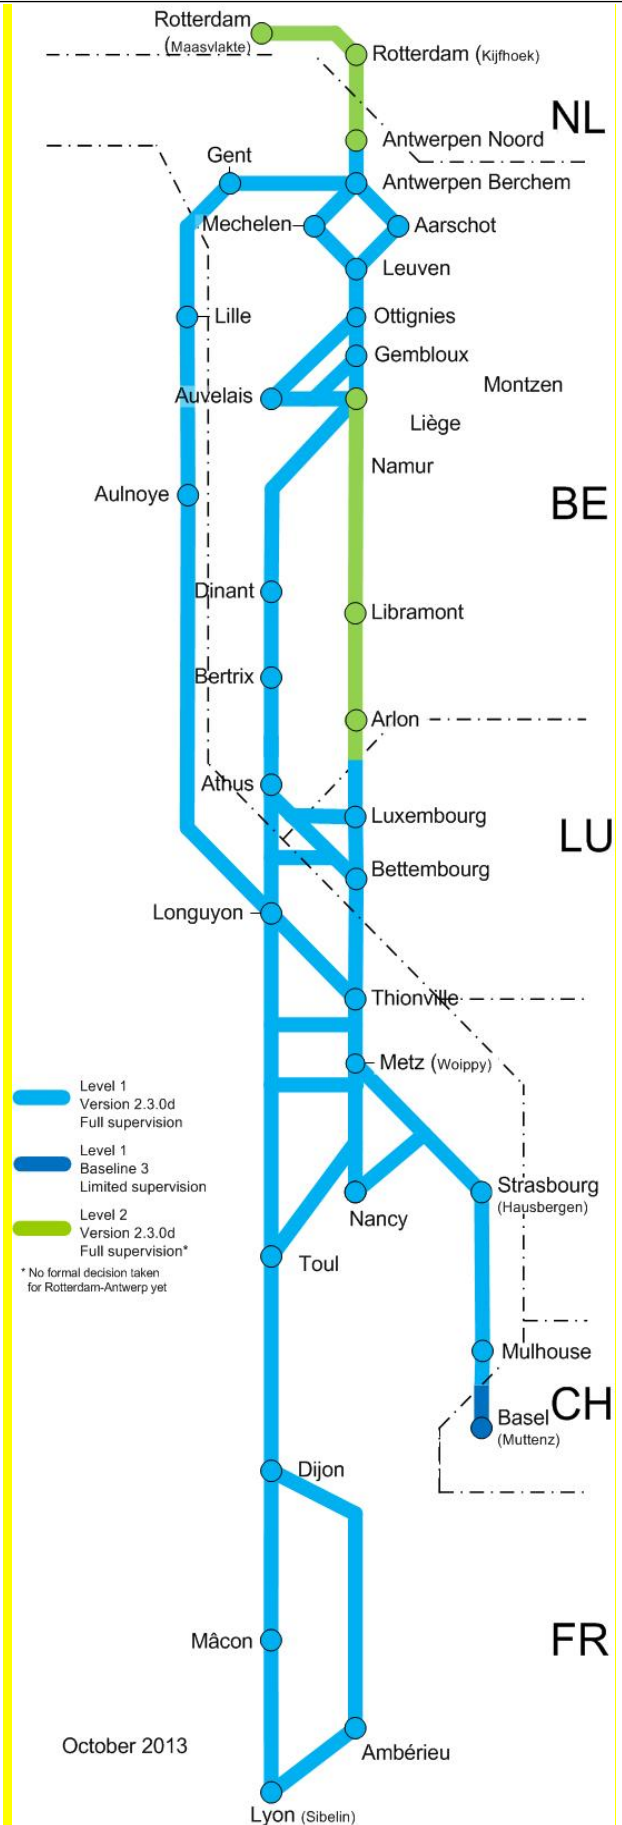 Rotterdam
(Maasvlakte)
Rotterdam (Kijfhoek)
NL
Antwerpen Noord
Gent
Antwerpen Berchem
Mechelen
Aarschot
Leuven
Lille
Ottignies
Gembloux
Montzen
Auvelais
Liège
Namur
Aulnoye
BE
Dinant
Libramont
Bertrix
Arlon
Athus
Luxembourg
LU
Bettembourg
Longuyon
Thionville
Metz (Woippy)
Level 1
Version 2.3.0d
Full supervision
Level 1
Baseline 3
Limited supervision
Level 2
Version 2.3.0d
Full supervision*
* No formal decision taken
for Rotterdam-Antwerp yet
Strasbourg
(Hausbergen)
Nancy
Toul
Mulhouse
CH
Basel
(Muttenz)
Dijon
Mâcon
FR
October 2013
Ambérieu
Lyon (Sibelin)